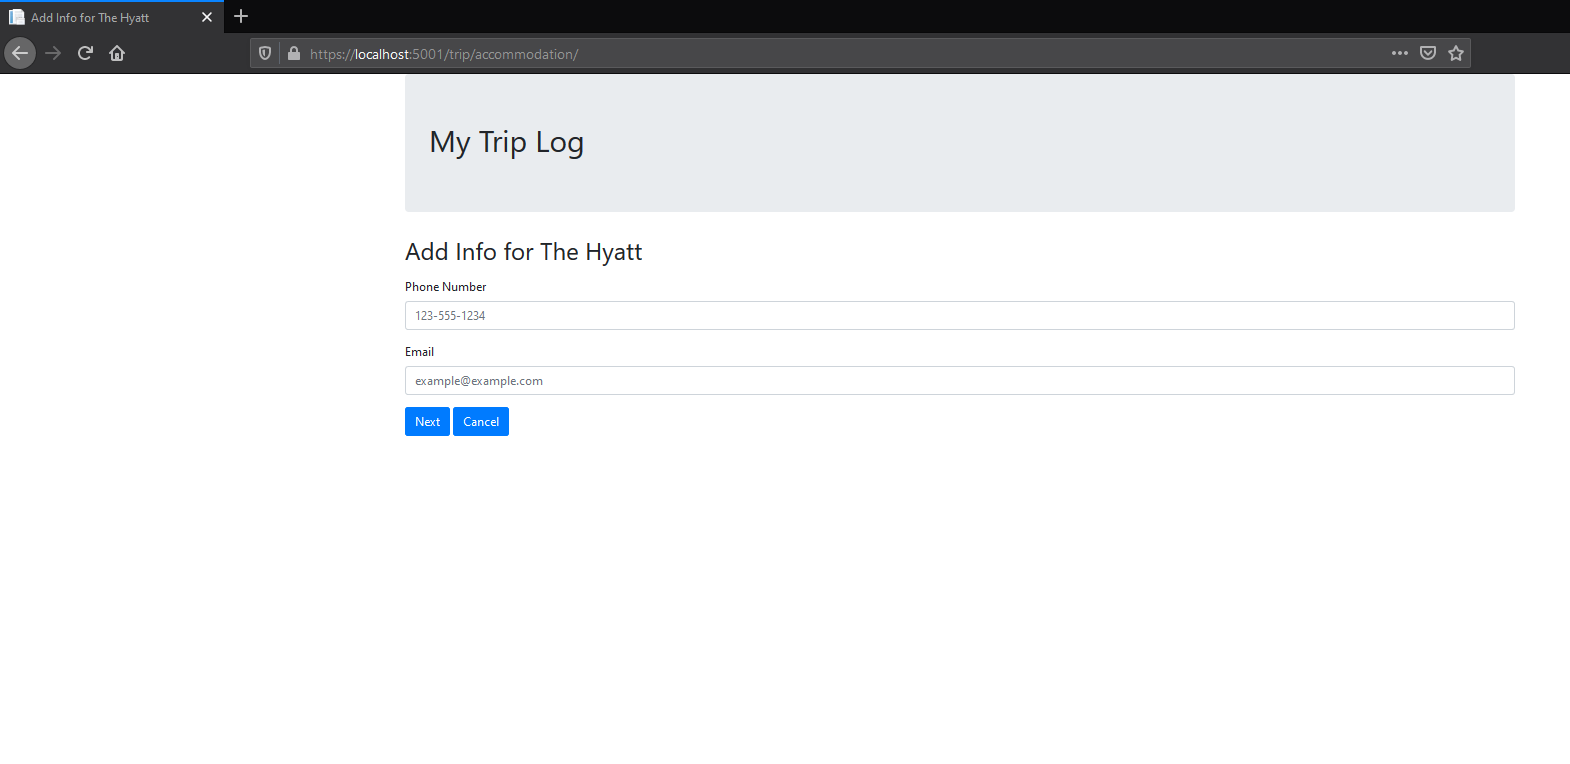 Add Info for The Hyatt
https://localhost:5001/trip/accommodation/
My Trip Log
Add Info for The Hyatt
Phone Number
123-555-1234
Email
example@example.com
Next Cancel